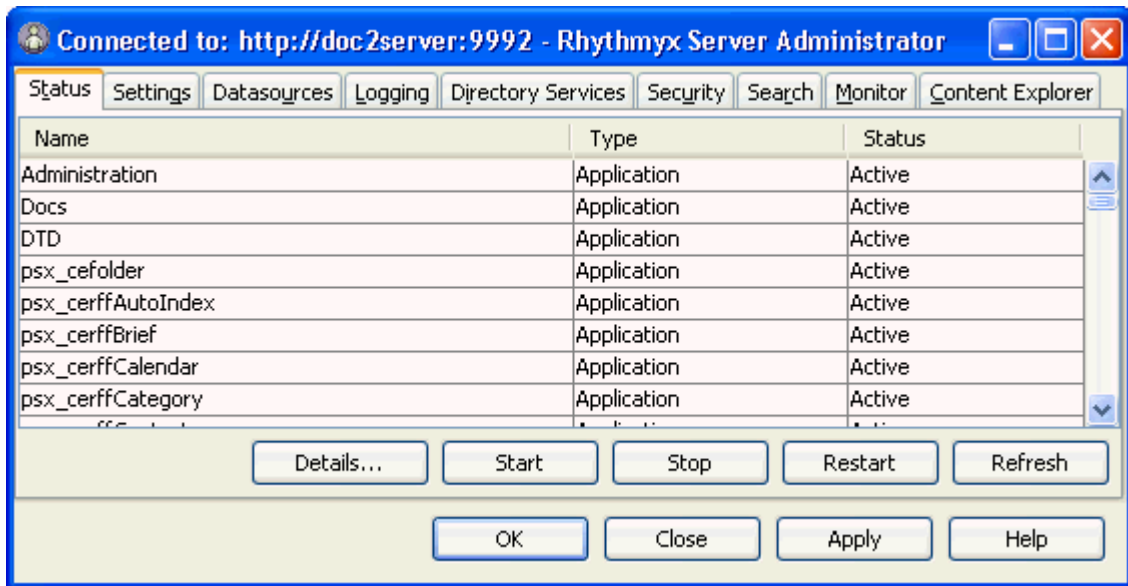 Connected to: http://doc2server:9992 - Rhythmyx Server Administrator
Status Settings Datasources Logging Directory Services Security Search Monitor Content Explorer
Name Type Status
Administration Application Active
Docs Application Active
DTD Application Active
psx_cefolder Application Active
psx_cerffAutoIndex Application Active
psx_cerffBrief Application Active
psx_cerffCalendar Application Active
psx_cerffCategory Application Active
Details... Start Stop Restart Refresh
OK Close Apply Help